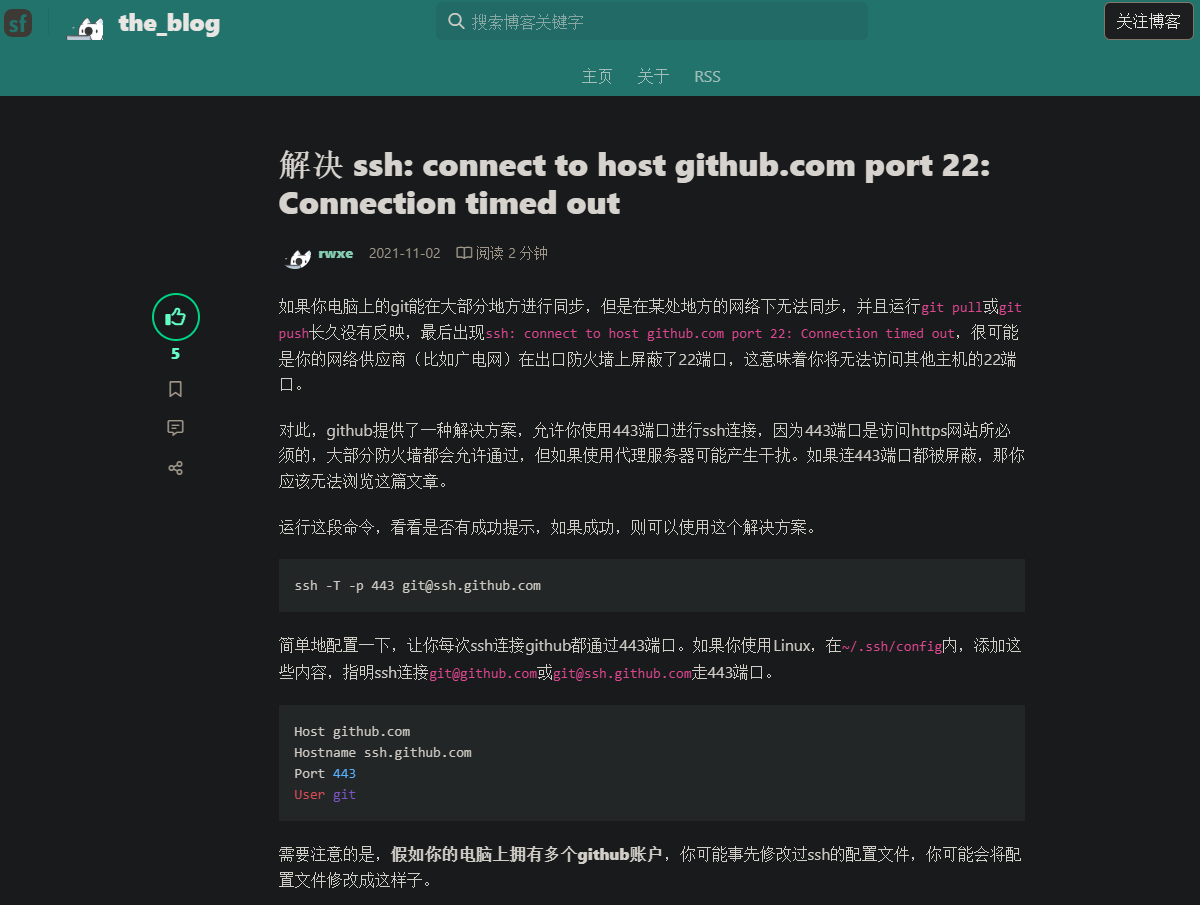 sf
the_blog
搜索博客关键字
关注博客
主页 关于 RSS
解决 ssh: connect to host github.com port 22:
Connection timed out
rwxe 2021-11-02 阅读 2 分钟
5
如果你电脑上的git能在大部分地方进行同步，但是在某处地方的网络下无法同步，并且运行git pull或git
push长久没有反映，最后出现ssh: connect to host github.com port 22: Connection timed out，很可能
是你的网络供应商（比如广电网）在出口防火墙上屏蔽了22端口，这意味着你将无法访问其他主机的22端
口。
对此，github提供了一种解决方案，允许你使用443端口进行ssh连接，因为443端口是访问https网站所必
须的，大部分防火墙都会允许通过，但如果使用代理服务器可能产生干扰。如果连443端口都被屏蔽，那你
应该无法浏览这篇文章。
运行这段命令，看看是否有成功提示，如果成功，则可以使用这个解决方案。
ssh -T -p 443 git@ssh.github.com
简单地配置一下，让你每次ssh连接github都通过443端口。如果你使用Linux，在~/.ssh/config内，添加这
些内容，指明ssh连接git@github.com或git@ssh.github.com走443端口。
Host github.com
Hostname ssh.github.com
Port 443
User git
需要注意的是，假如你的电脑上拥有多个github账户，你可能事先修改过ssh的配置文件，你可能会将配
置文件修改成这样子。